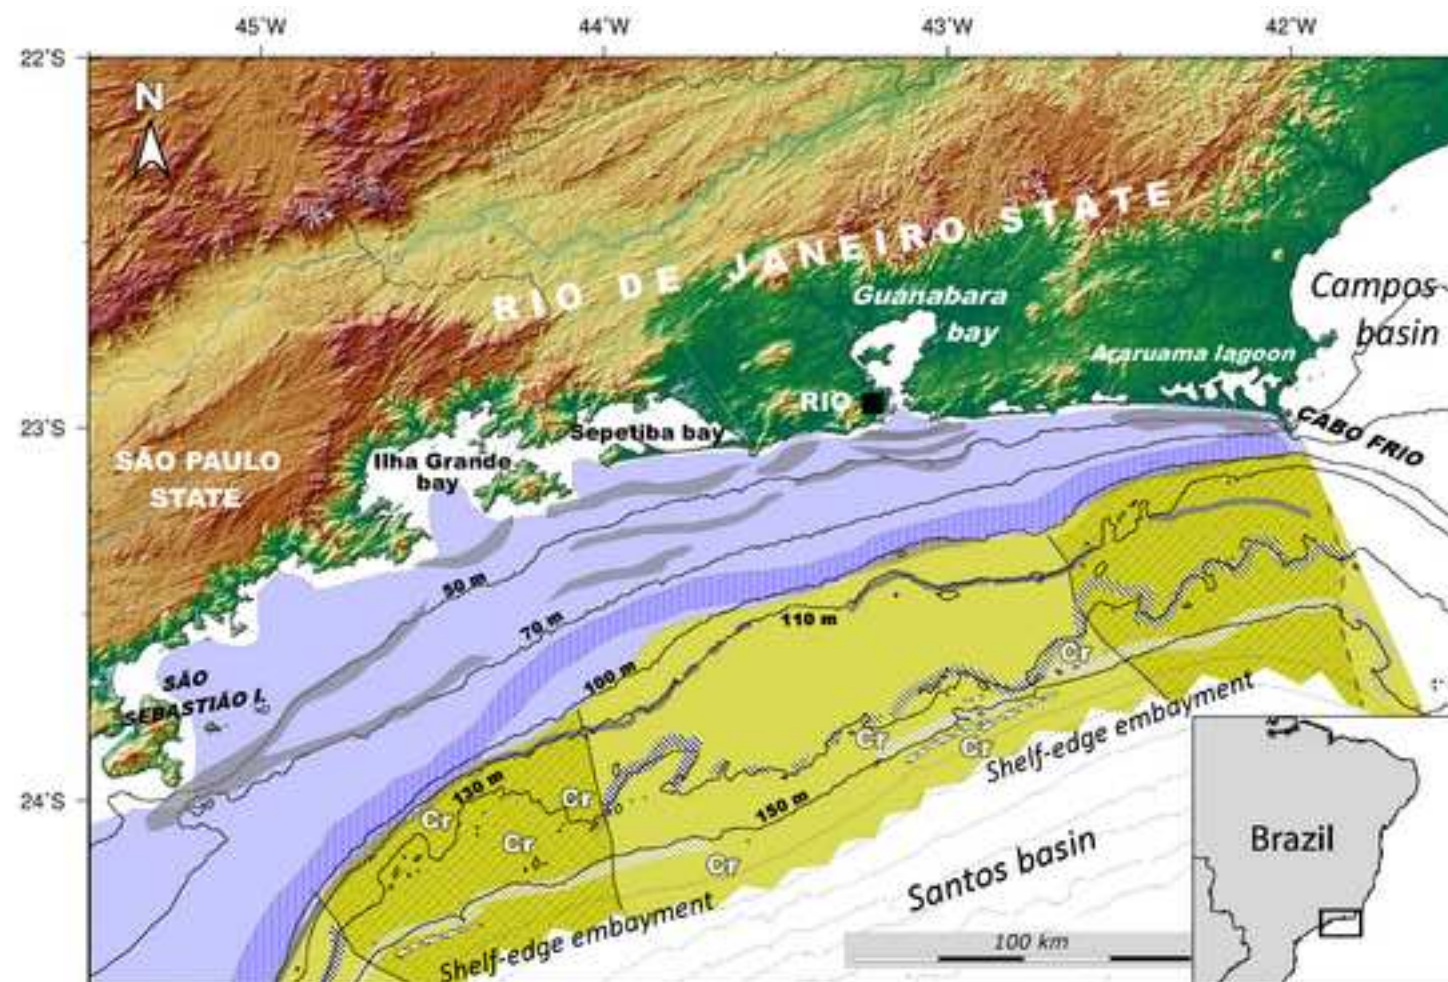 45°W 44°W 43°W 42°W
22°S
N
RIO DE JANEIRO STATE
Guanabara
bay
Campos
basin
Araruama lagoon
RIO
23°S
Sepetiba bay
CABO FRIO
Ilha Grande
bay
SÃO PAULO
STATE
50 m
70 m
110 m
Cr
100 m
SÃO
SEBASTIÃO I.
Cr
Cr
Shelf-edge embayment
24°S
130 m
Cr
150 m
Cr
Cr
Cr
Brazil
Santos basin
Shelf-edge embayment
100 km